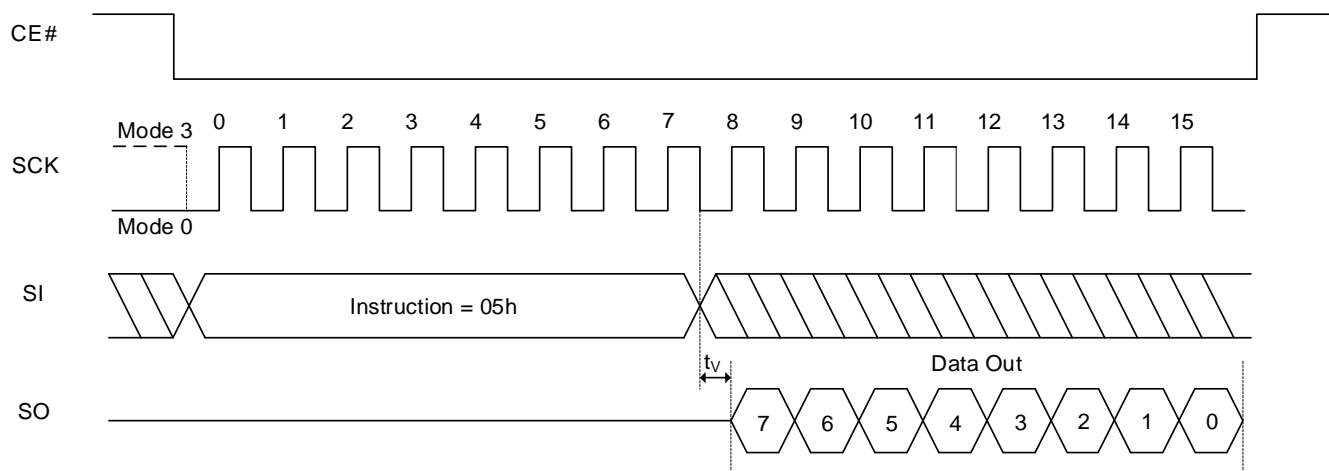 CE#
Mode 3
0 1 2 3 4 5 6 7 8 9 10 11 12 13 14 15
SCK
Mode 0
SI
Instruction = 05h
tV
Data Out
SO
7 6 5 4 3 2 1 0